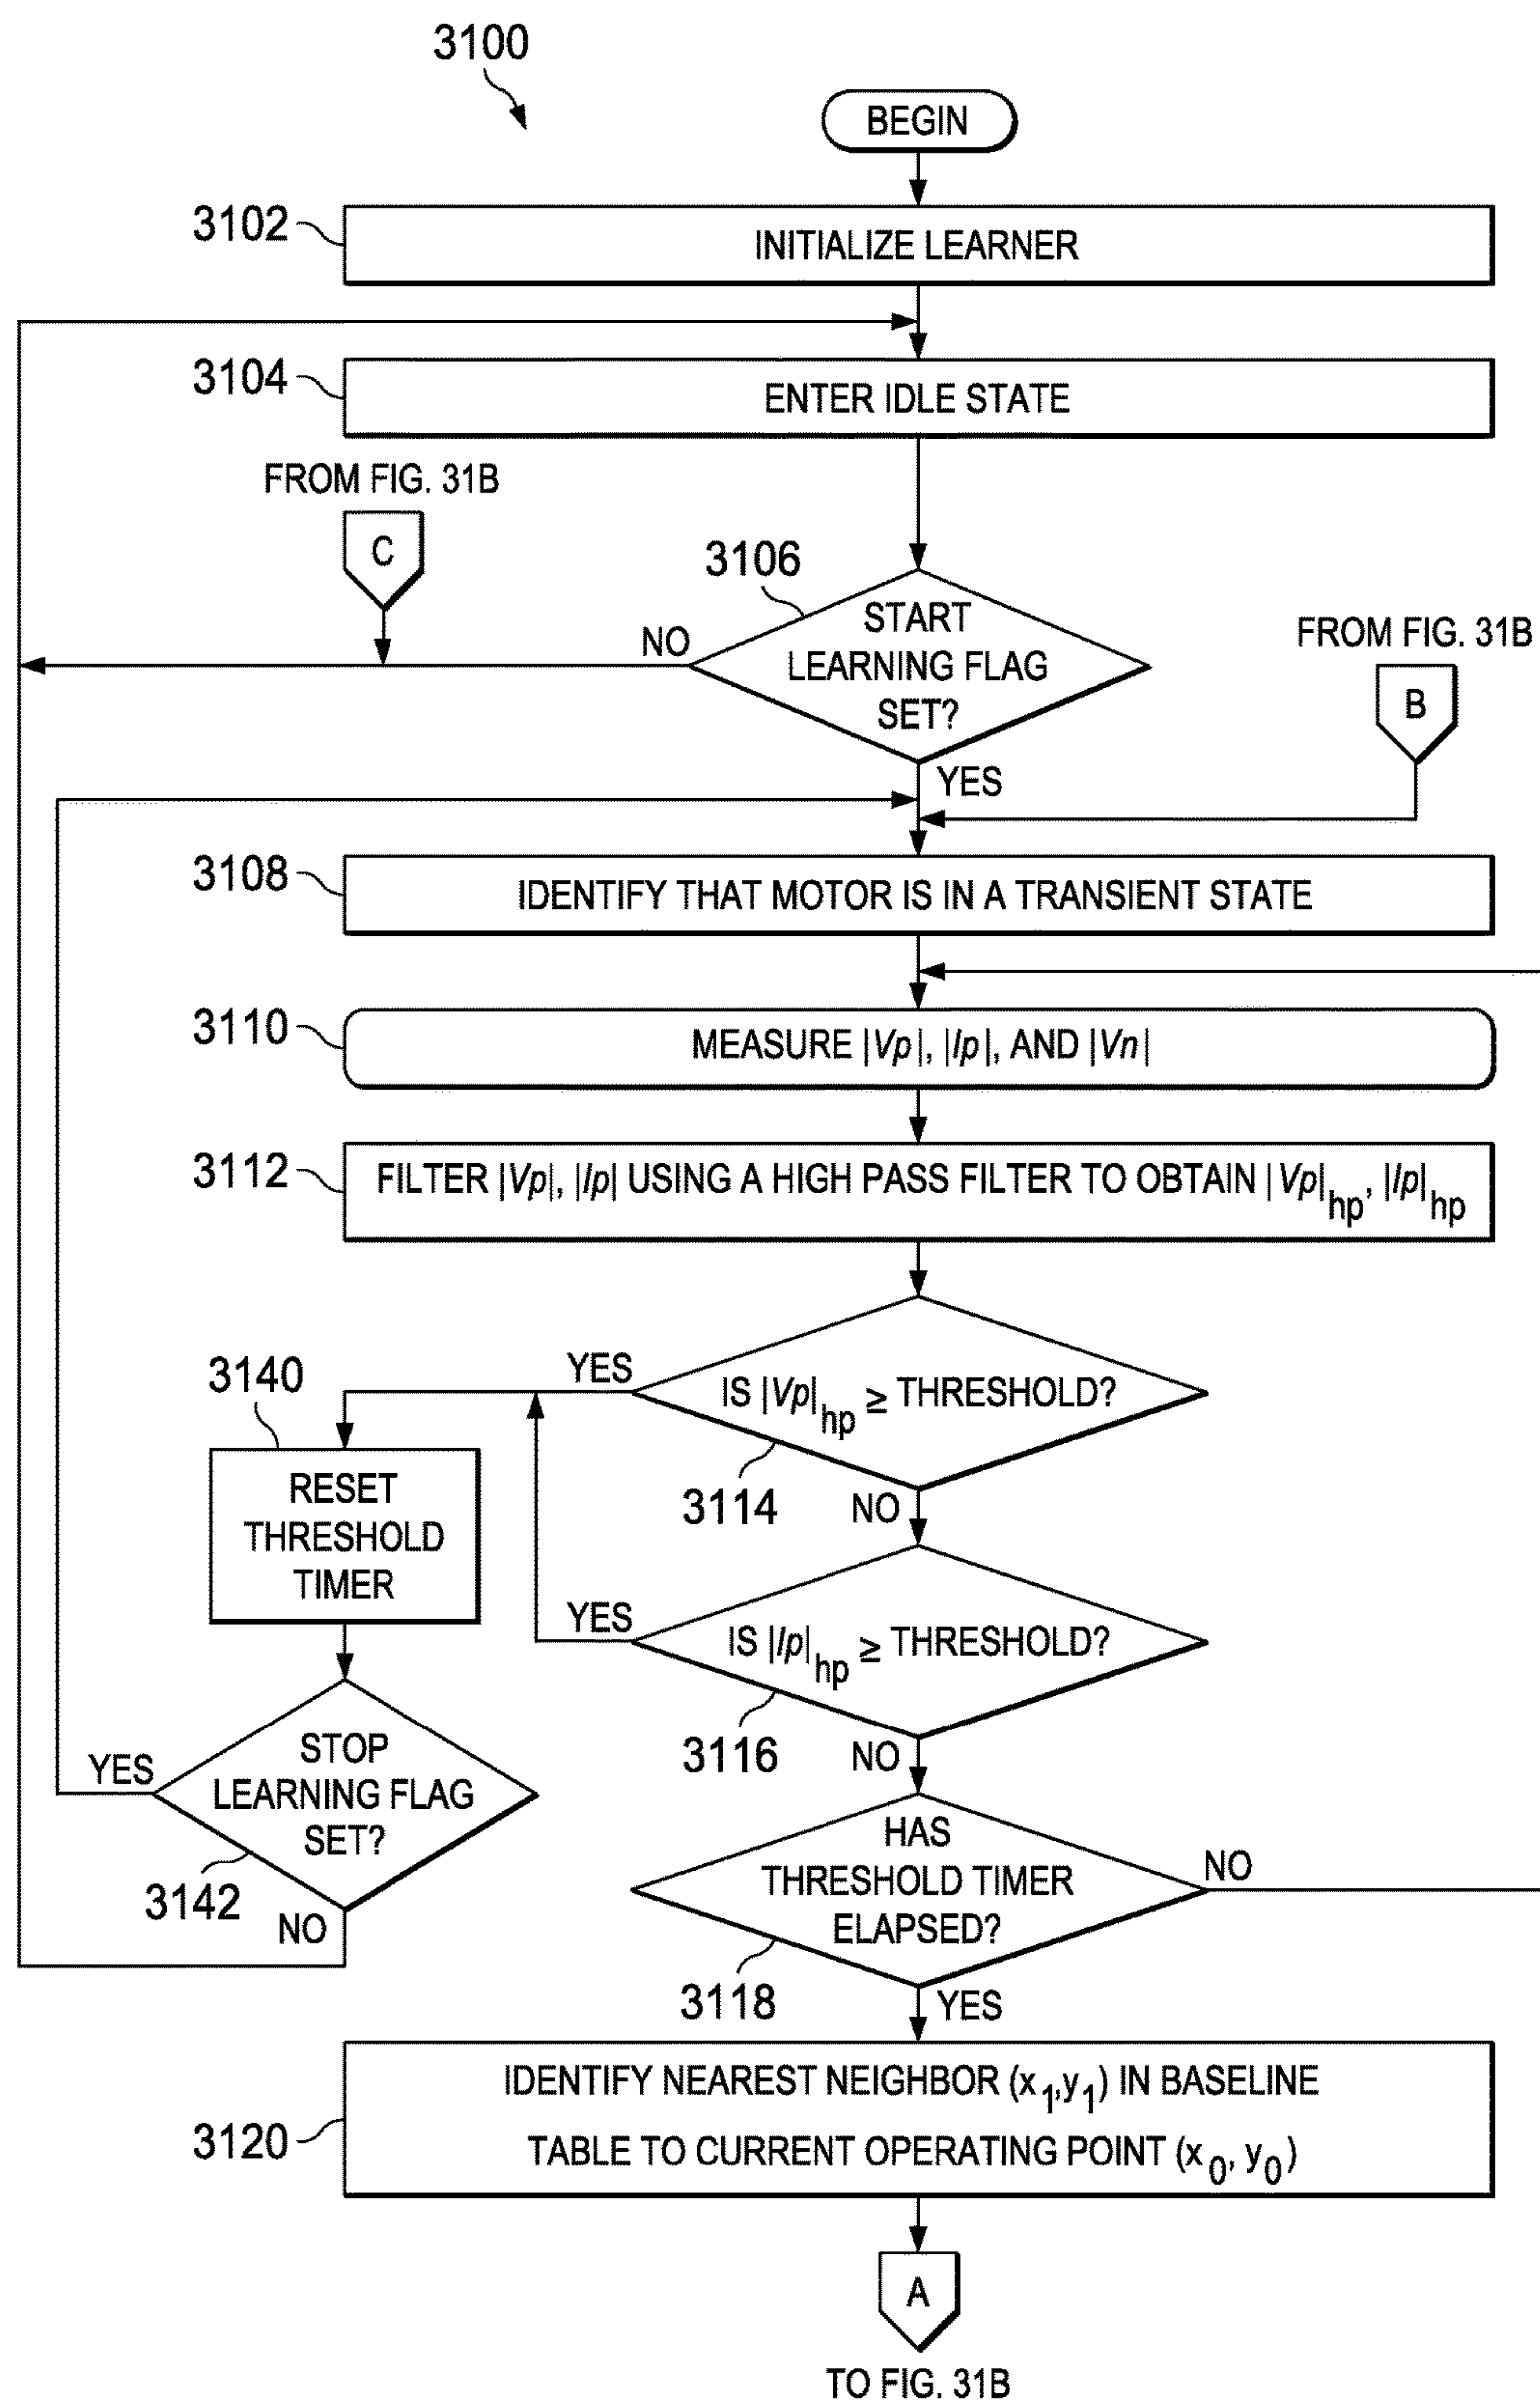 3100
BEGIN
3102
INITIALIZE LEARNER
3104
ENTER IDLE STATE
FROM FIG. 31B
C
3106
START
LEARNING FLAG
SET?
NO
FROM FIG. 31B
B
YES
3108
IDENTIFY THAT MOTOR IS IN A TRANSIENT STATE
3110
MEASURE |Vp|, |Ip|, AND |Vn|
3112
FILTER |Vp|, |Ip| USING A HIGH PASS FILTER TO OBTAIN |Vp|hp, |Ip|hp
3140
YES
IS |Vp|hp ≥ THRESHOLD?
3114
NO
RESET
THRESHOLD
TIMER
YES
IS |Ip|hp ≥ THRESHOLD?
3116
NO
YES
STOP
LEARNING FLAG
SET?
3142
NO
HAS
THRESHOLD TIMER
ELAPSED?
NO
3118
YES
3120
IDENTIFY NEAREST NEIGHBOR (x1,y1) IN BASELINE
TABLE TO CURRENT OPERATING POINT (x0, y0)
A
TO FIG. 31B